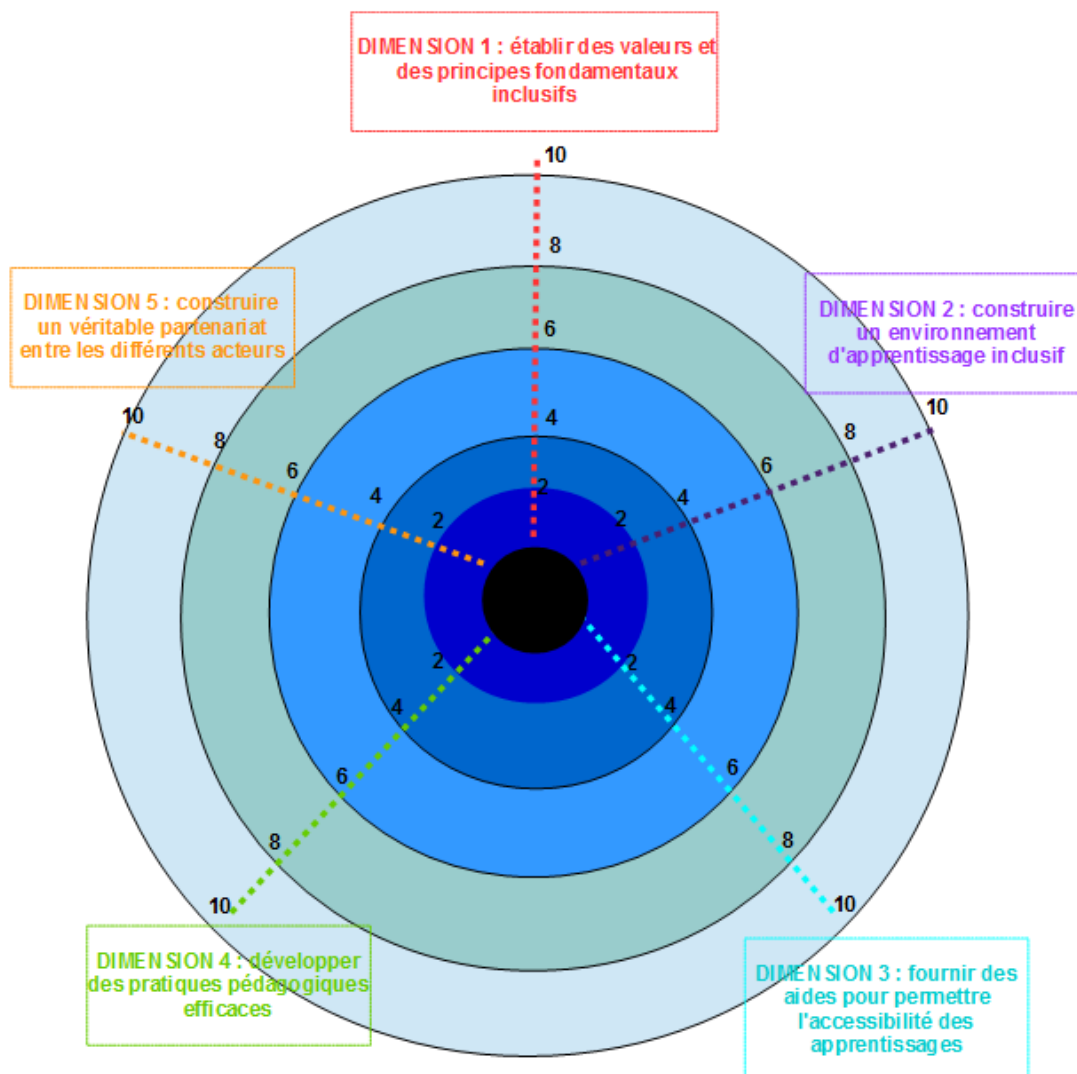 DIMENSION 1 : établir des valeurs et
des principes fondamentaux
inclusifs
10
8
6
4
2
DIMENSION 5 : construire
un véritable partenariat
entre les différents acteurs
10
8
6
4
2
DIMENSION 2 : construire
un environnement
d'apprentissage inclusif
10
8
6
4
2
2
4
6
8
10
DIMENSION 4 : développer
des pratiques pédagogiques
efficaces
2
4
6
8
10
DIMENSION 3 : fournir des
aides pour permettre
l'accessibilité des
apprentissages